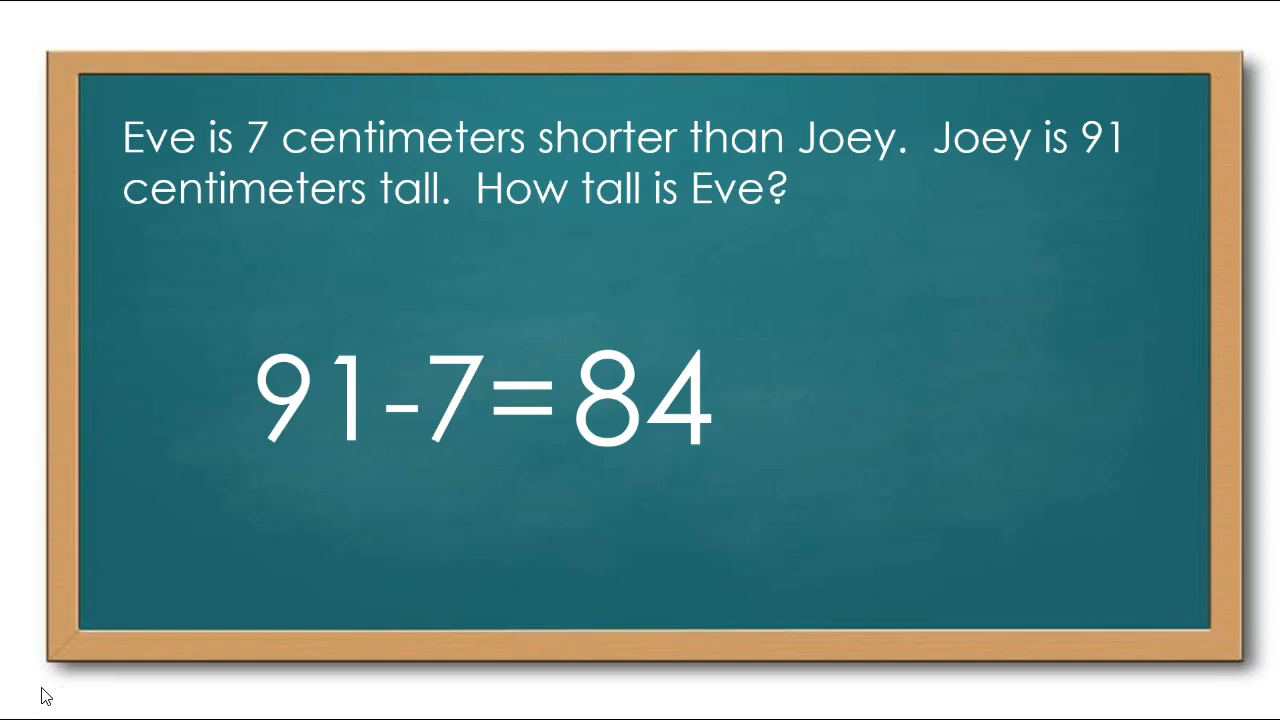 Eve is 7 centimeters shorter than Joey.  Joey is 91
centimeters tall.  How tall is Eve?
91-7=84